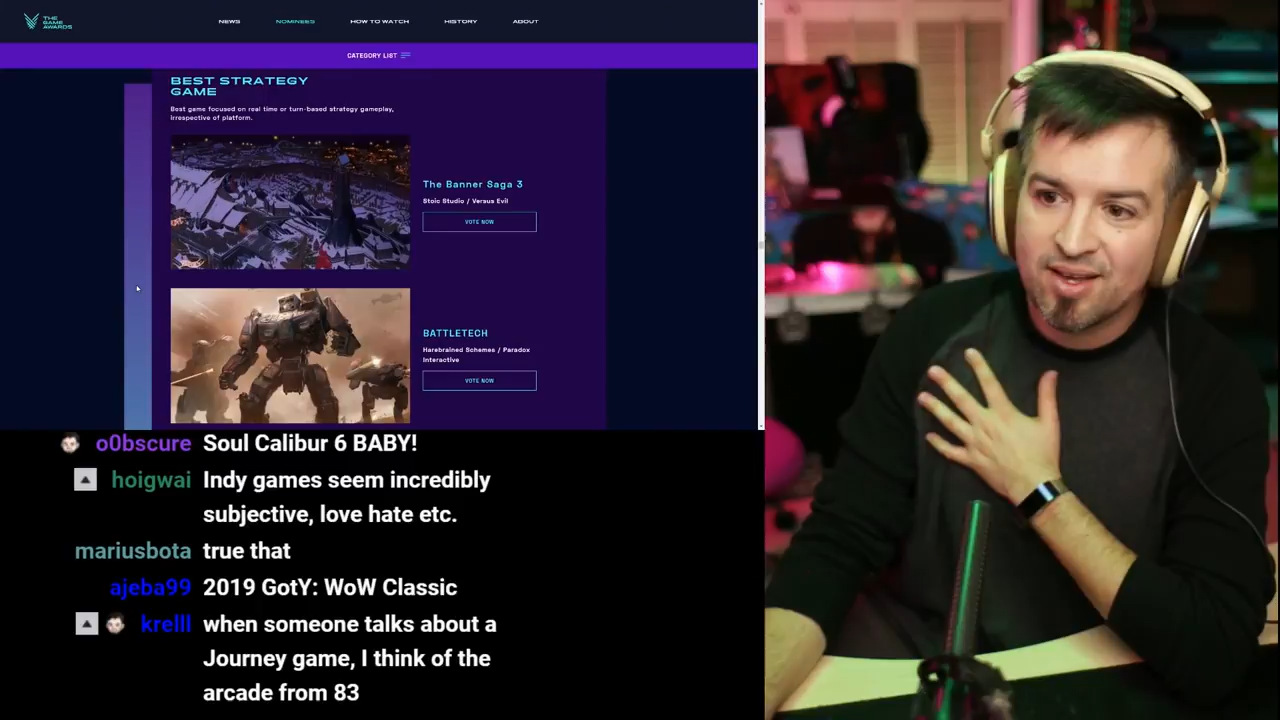 THE
GAME
AWARDS
NEWS
NOMINEES
HOW TO WATCH
HISTORY
ABOUT
CATEGORY LIST
BEST STRATEGY
GAME
Best game focused on real time or turn-based strategy gameplay,
irrespective of platform.
The Banner Saga 3
Stoic Studio / Versus Evil
VOTE NOW
BATTLETECH
Harebrained Schemes / Paradox
Interactive
VOTE NOW
o0bscure Soul Calibur 6 BABY!
hoigwai Indy games seem incredibly
subjective, love hate etc.
mariusbota true that
ajeba99 2019 GotY: WoW Classic
krelll when someone talks about a
Journey game, I think of the
arcade from 83